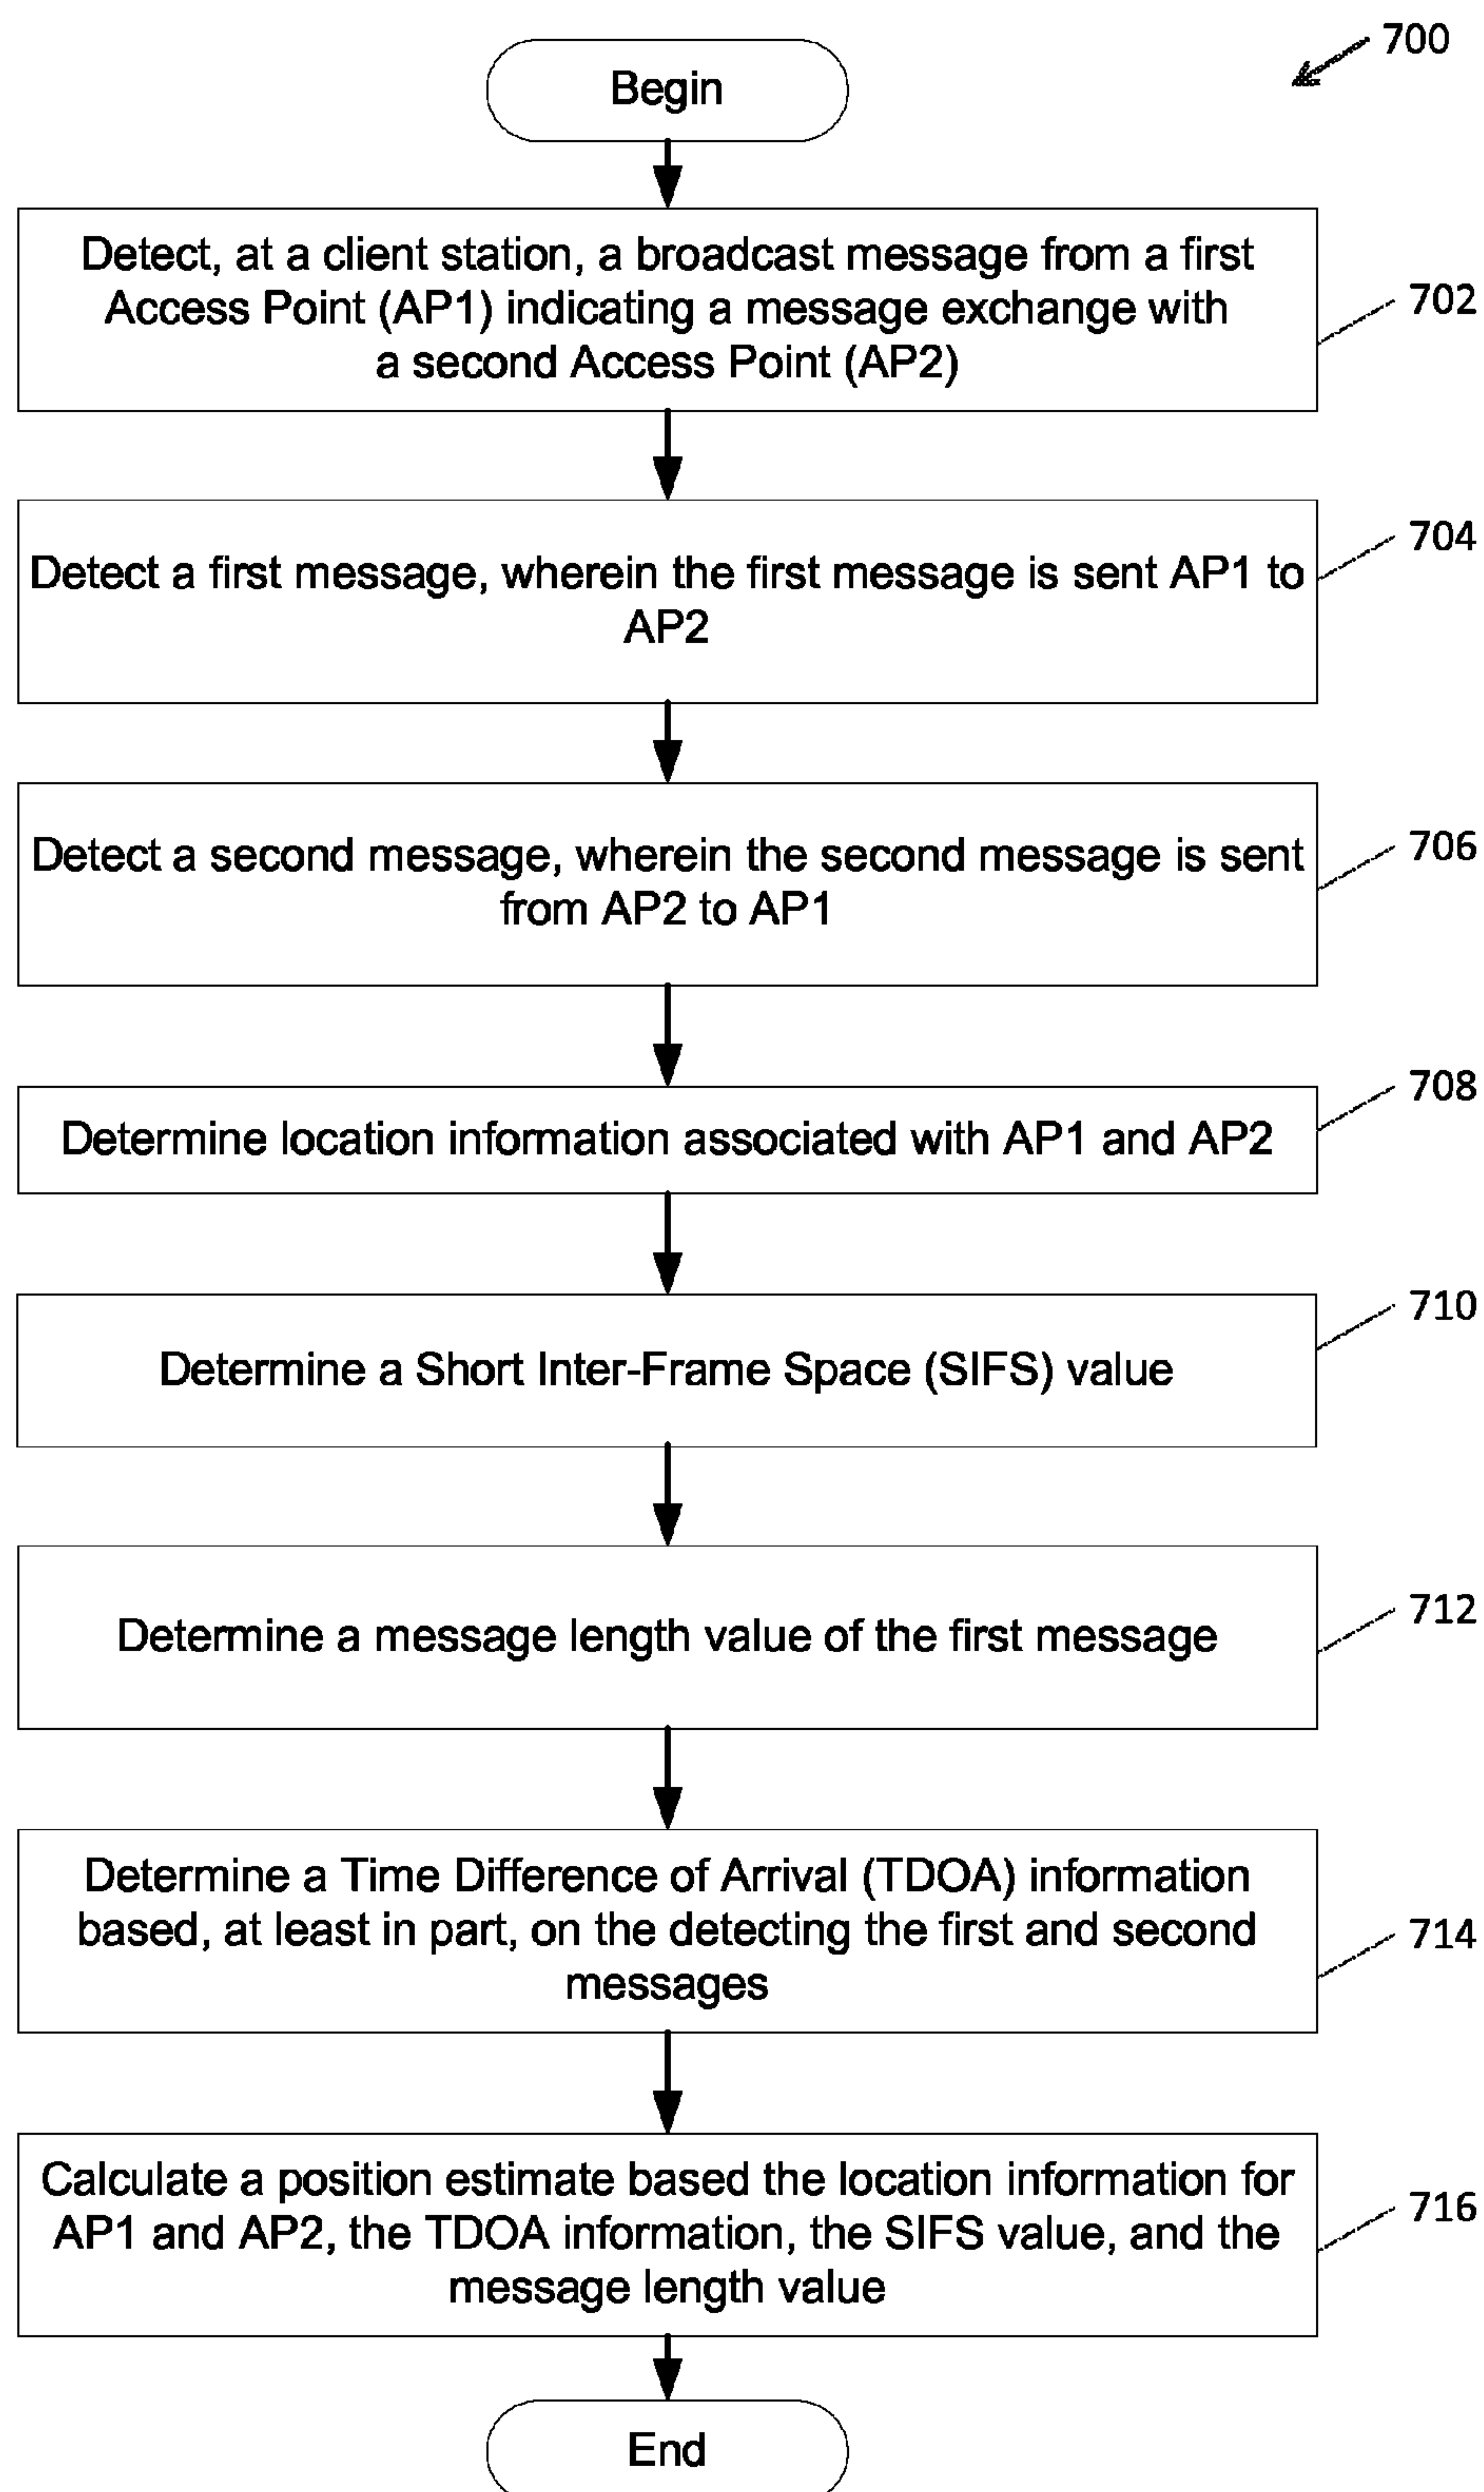 700
Begin
Detect, at a client station, a broadcast message from a first
Access Point (AP1) indicating a message exchange with
a second Access Point (AP2)
702
Detect a first message, wherein the first message is sent AP1 to
AP2
704
Detect a second message, wherein the second message is sent
from AP2 to AP1
706
Determine location information associated with AP1 and AP2
708
Determine a Short Inter-Frame Space (SIFS) value
710
Determine a message length value of the first message
712
Determine a Time Difference of Arrival (TDOA) information
based, at least in part, on the detecting the first and second
messages
714
Calculate a position estimate based the location information for
AP1 and AP2, the TDOA information, the SIFS value, and the
message length value
716
End